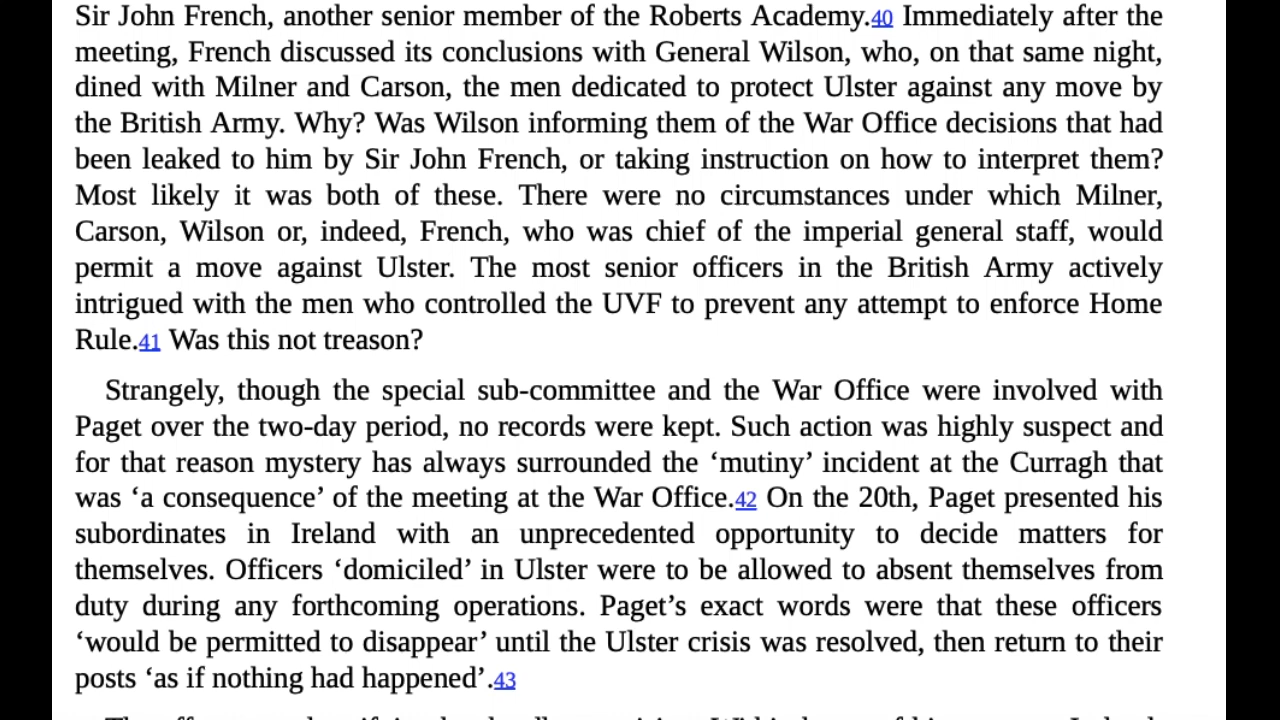 Sir John French, another senior member of the Roberts Academy.40 Immediately after the
meeting, French discussed its conclusions with General Wilson, who, on that same night,
dined with Milner and Carson, the men dedicated to protect Ulster against any move by
the British Army. Why? Was Wilson informing them of the War Office decisions that had
been leaked to him by Sir John French, or taking instruction on how to interpret them?
Most likely it was both of these. There were no circumstances under which Milner,
Carson, Wilson or, indeed, French, who was chief of the imperial general staff, would
permit a move against Ulster. The most senior officers in the British Army actively
intrigued with the men who controlled the UVF to prevent any attempt to enforce Home
Rule.41 Was this not treason?
Strangely, though the special sub-committee and the War Office were involved with
Paget over the two-day period, no records were kept. Such action was highly suspect and
for that reason mystery has always surrounded the ‘mutiny’ incident at the Curragh that
was ‘a consequence’ of the meeting at the War Office.42 On the 20th, Paget presented his
subordinates in Ireland with an unprecedented opportunity to decide matters for
themselves. Officers ‘domiciled’ in Ulster were to be allowed to absent themselves from
duty during any forthcoming operations. Paget’s exact words were that these officers
‘would be permitted to disappear’ until the Ulster crisis was resolved, then return to their
posts ‘as if nothing had happened’.43